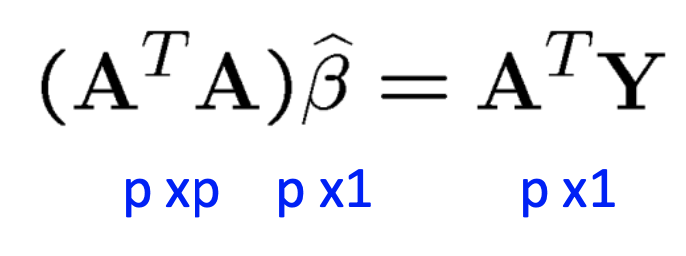 (A^T A)β̂ = A^T Y
p xp p x1 p x1